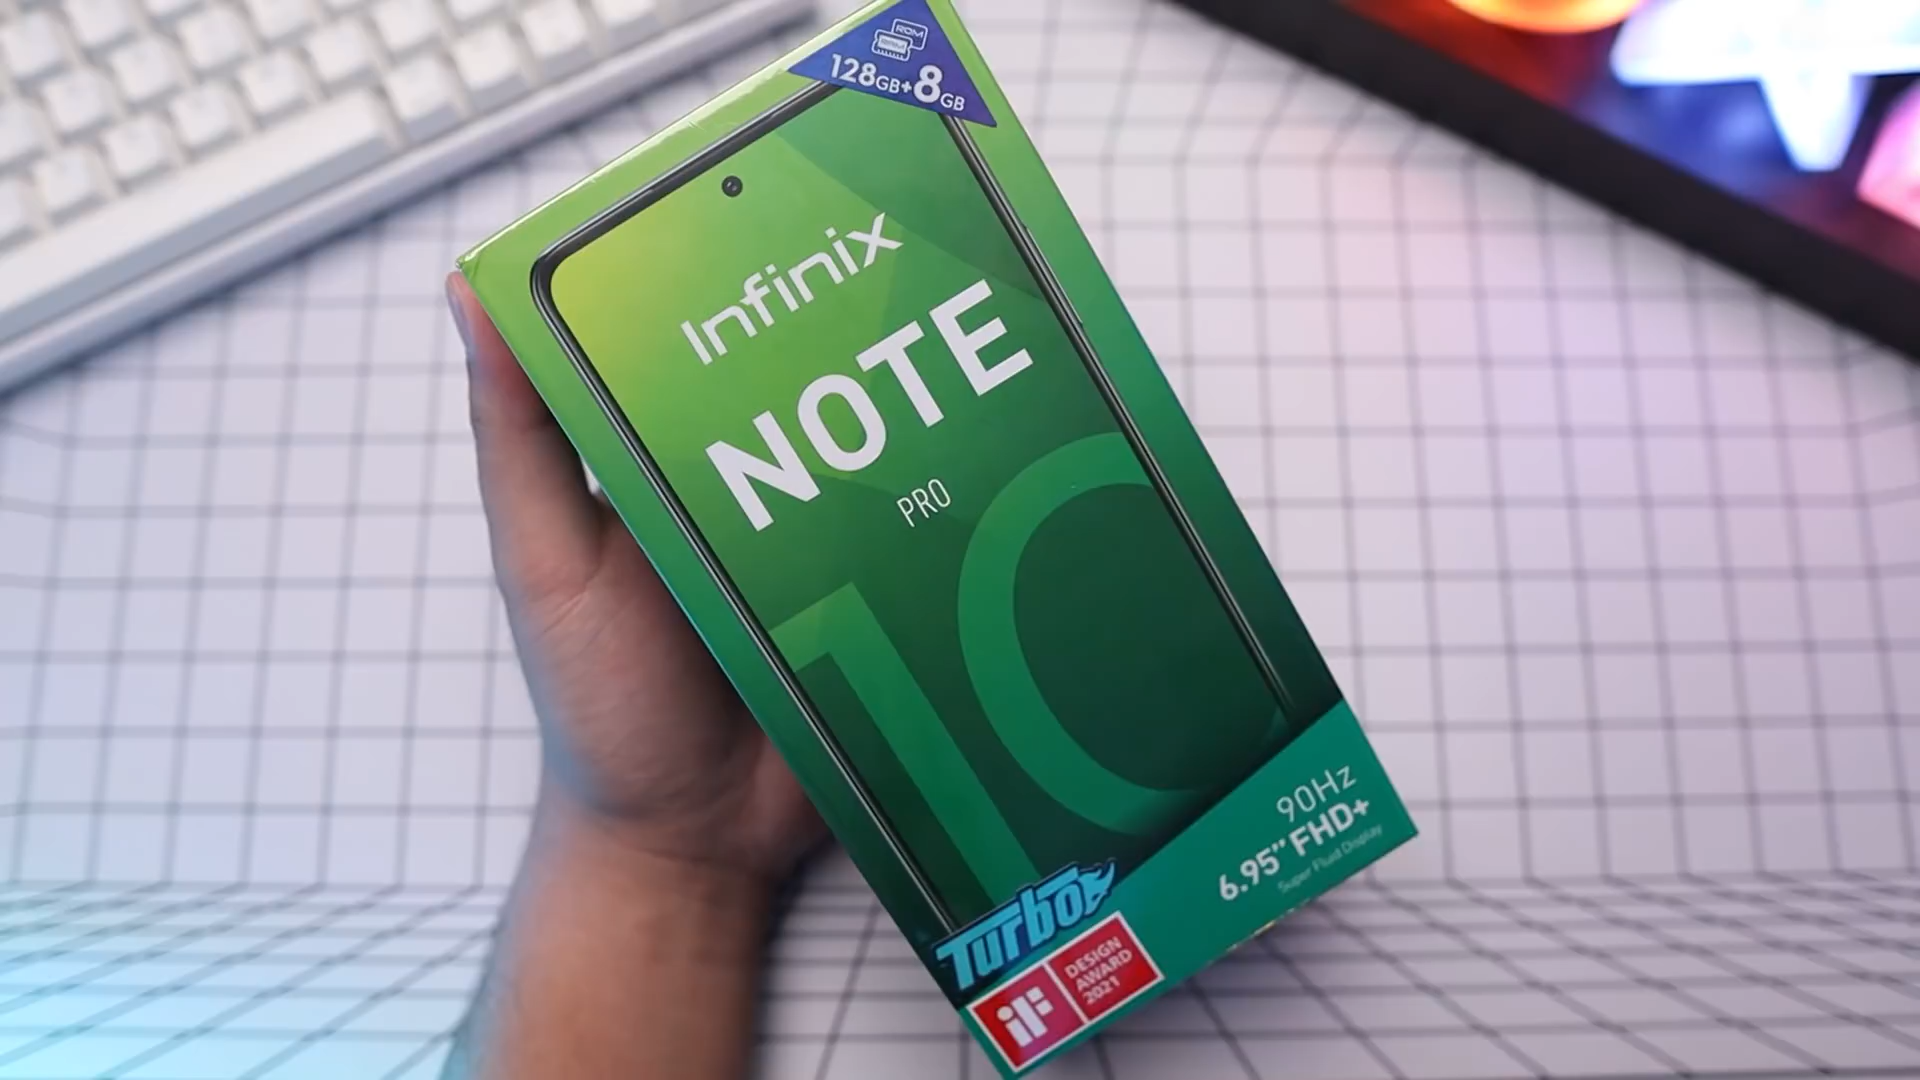 ROM
RAM
128GB+8GB
Infinix
NOTE
PRO
10
90Hz
6.95” FHD+
Super Fluid Display
Turbo
iF
DESIGN
AWARD
2021